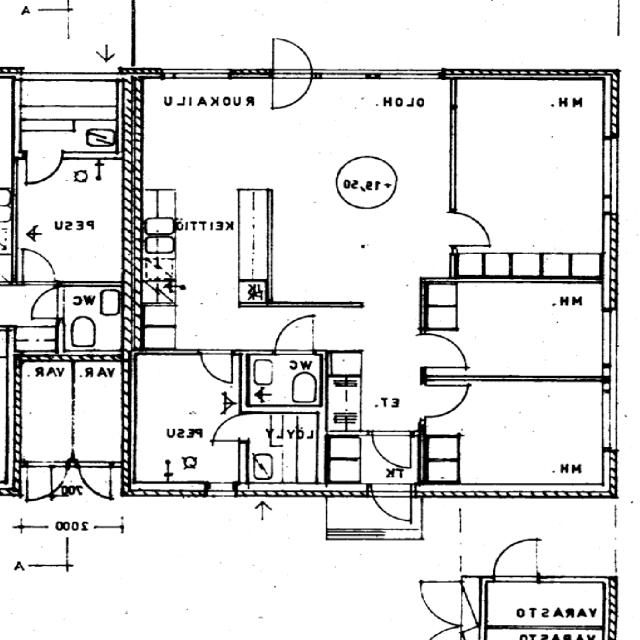 A
RUOKAILU
OLOH.
MH.
+19,50
PESU
KEITTIÖ
WC
MH.
JK
VAR.
VAR.
WC
ET.
PESU
LÖYLY
TK
MH.
700
2000
A
VARASTO
VARASTO